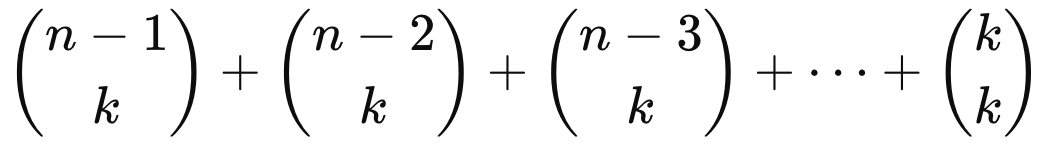 $\binom{n-1}{k} + \binom{n-2}{k} + \binom{n-3}{k} + \cdots + \binom{k}{k}$